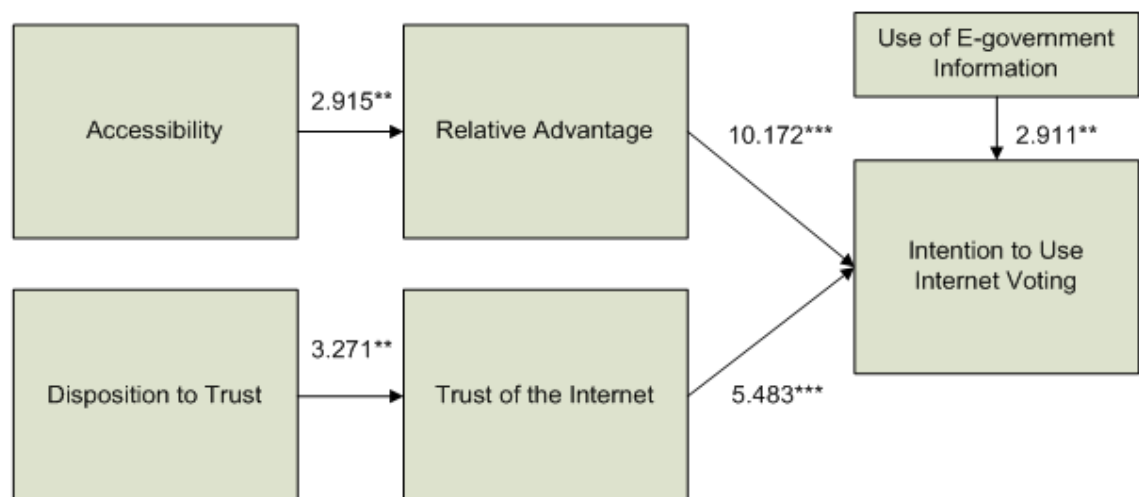 Use of E-government
Information
2.915**
Accessibility
Relative Advantage
10.172***
2.911**
Intention to Use
Internet Voting
3.271**
Disposition to Trust
Trust of the Internet
5.483***